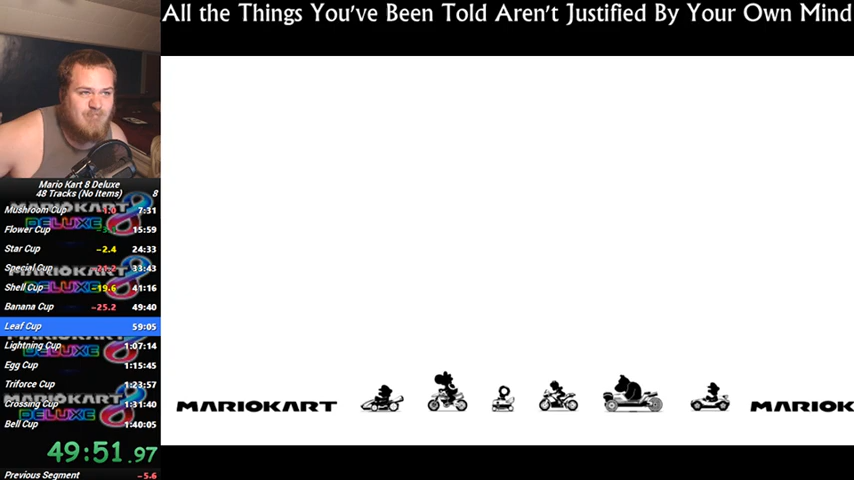 All the Things You've Been Told Aren't Justified By Your Own Mind
Mario Kart 8 Deluxe
48 Tracks (No Items) 8
Mushroom Cup 7:31
Flower Cup 15:59
Star Cup -2.4 24:33
Special Cup 33:43
Shell Cup -19.6 41:16
Banana Cup -25.2 49:40
Leaf Cup 59:05
Lightning Cup 1:07:14
Egg Cup 1:15:45
Triforce Cup 1:23:57
Crossing Cup 1:31:40
Bell Cup 1:40:05
49:51.97
Previous Segment -5.6
MARIOKART
MARIOK